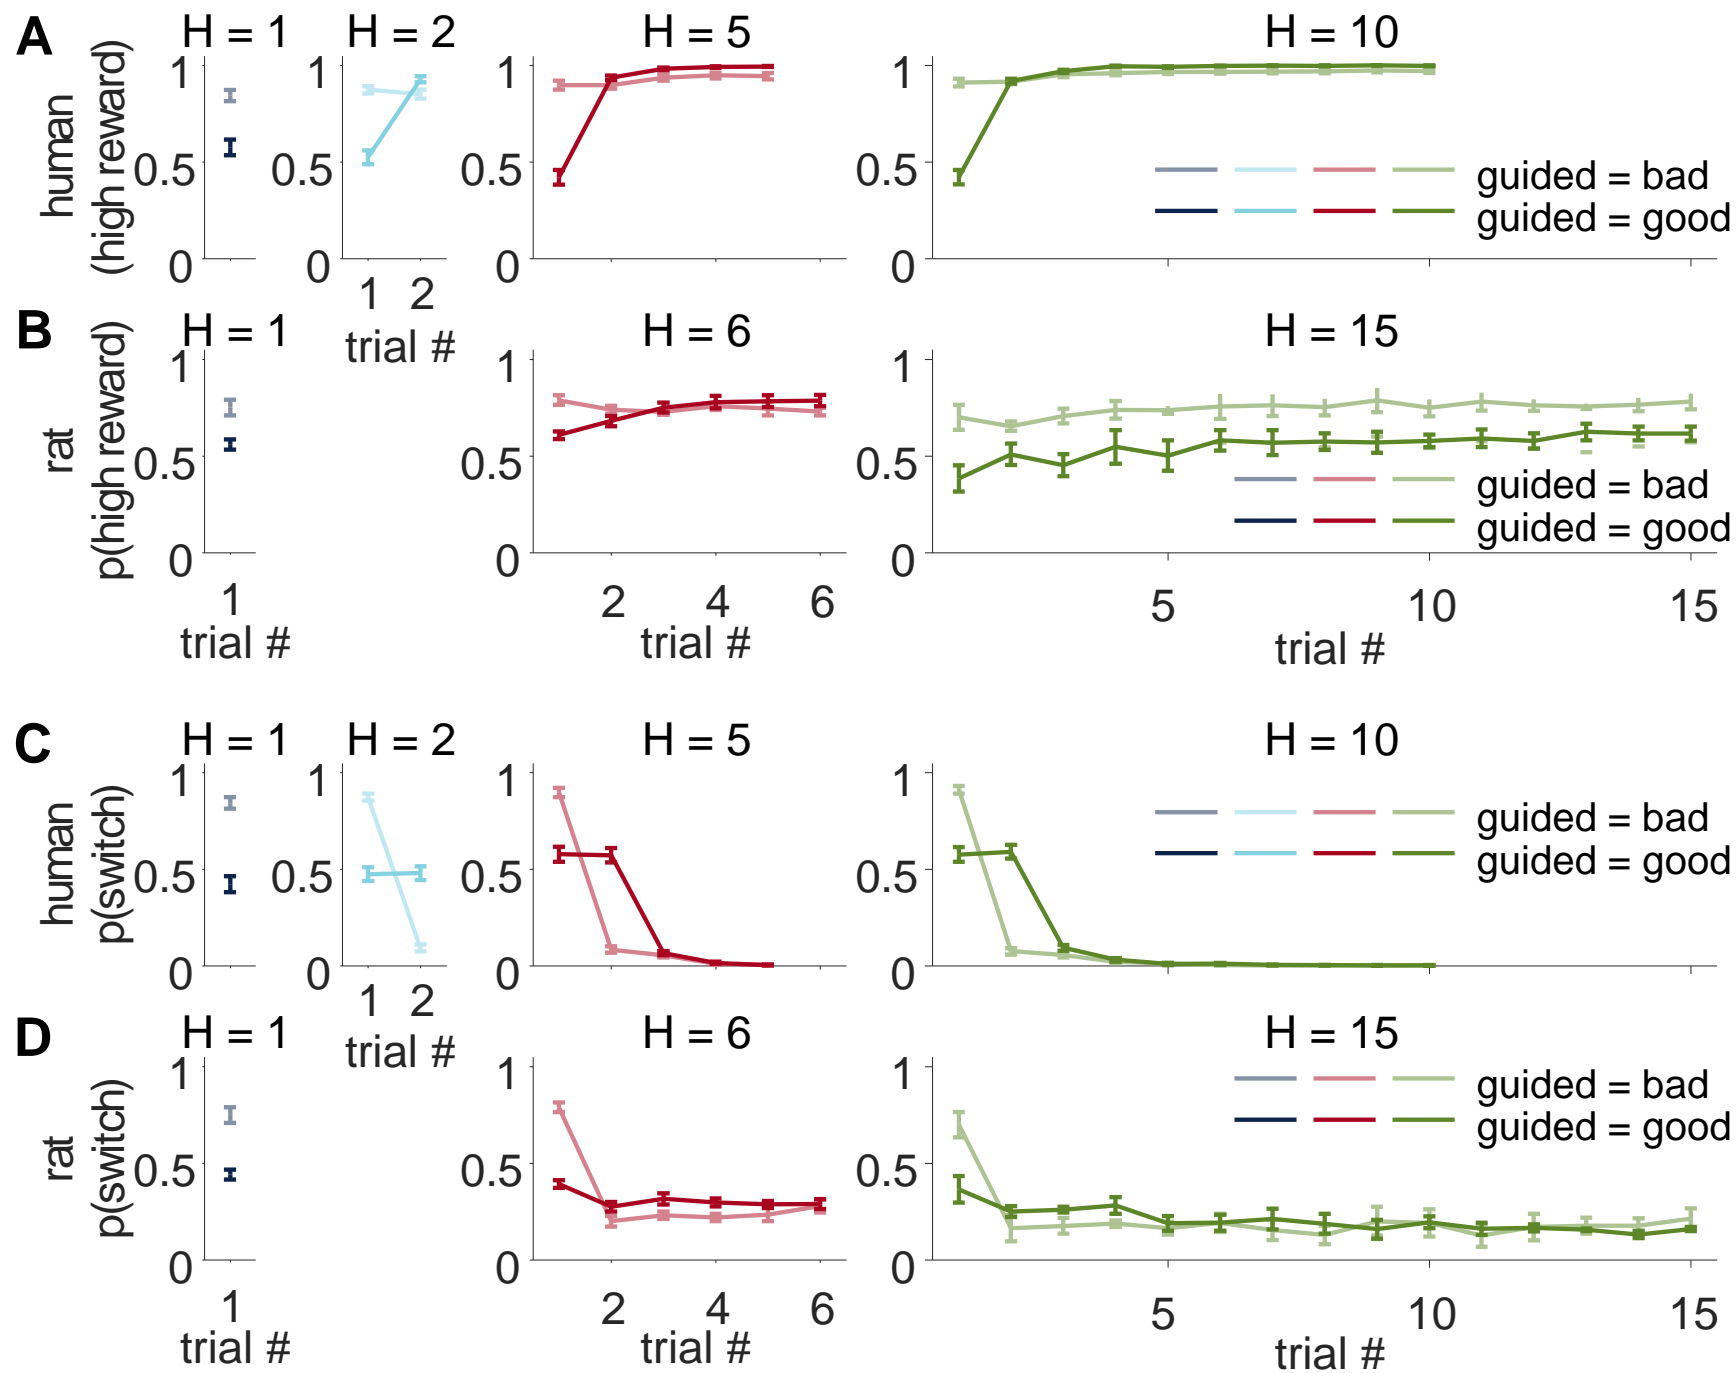 A
H = 1
H = 2
H = 5
H = 10
human
(high reward)
1
0.5
0
1
0.5
0
1 2
trial #
1
0.5
0
1
0.5
0
guided = bad
guided = good
B
H = 1
H = 6
H = 15
rat
p(high reward)
1
0.5
0
1
trial #
1
0.5
0
2 4 6
trial #
1
0.5
0
5 10 15
trial #
guided = bad
guided = good
C
H = 1
H = 2
H = 5
H = 10
human
p(switch)
1
0.5
0
1
0.5
0
1 2
trial #
1
0.5
0
1
0.5
0
guided = bad
guided = good
D
H = 1
H = 6
H = 15
rat
p(switch)
1
0.5
0
1
trial #
1
0.5
0
2 4 6
trial #
1
0.5
0
5 10 15
trial #
guided = bad
guided = good